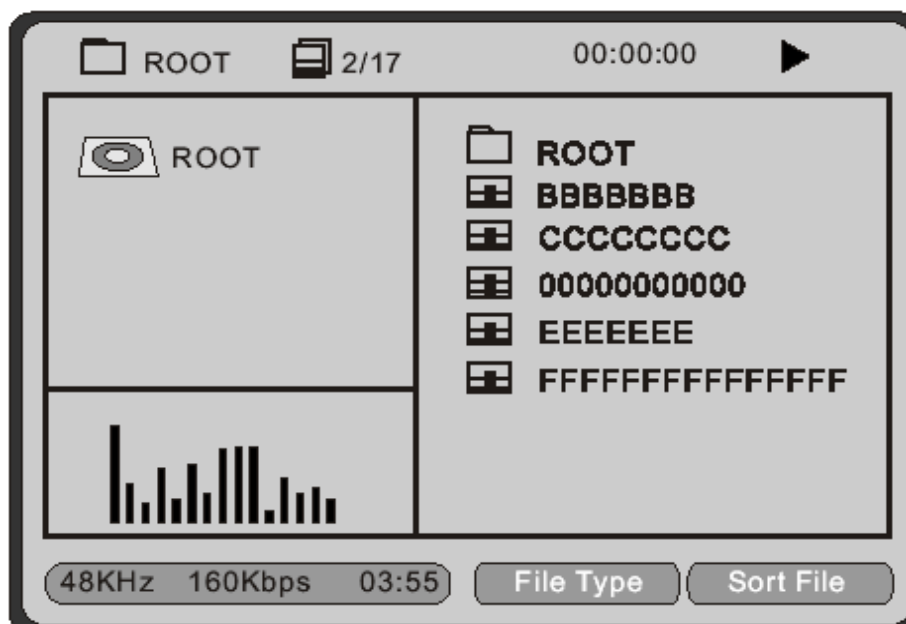 ROOT 2/17 00:00:00
ROOT
ROOT
BBBBBBB
CCCCCCCC
00000000000
EEEEEEE
FFFFFFFFFFFFFFF
48KHz 160Kbps 03:55 File Type Sort File